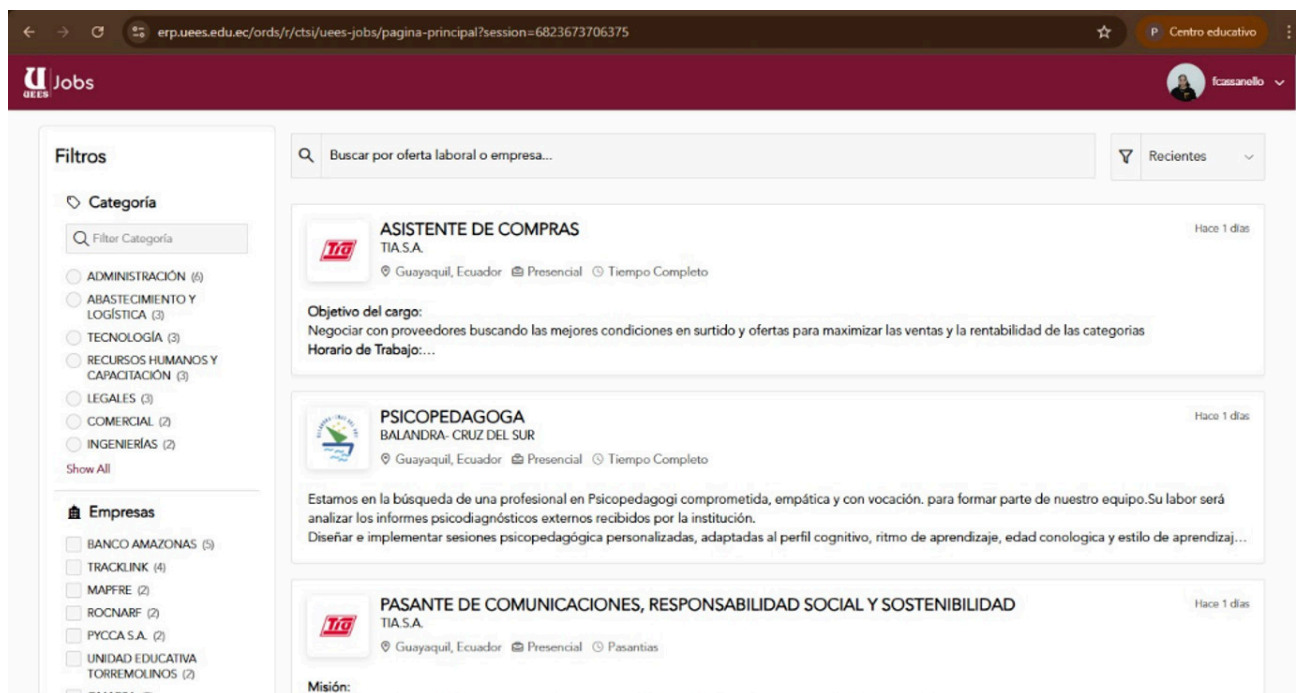 erp.uees.edu.ec/ords/r/ctsi/uees-jobs/pagina-principal?session=6823673706375
P Centro educativo
UEES Jobs
fcassanello
Filtros
Categoría
Filter Categoría
ADMINISTRACIÓN (6)
ABASTECIMIENTO Y
LOGÍSTICA (3)
TECNOLOGÍA (3)
RECURSOS HUMANOS Y
CAPACITACIÓN (3)
LEGALES (3)
COMERCIAL (2)
INGENIERÍAS (2)
Show All
Empresas
BANCO AMAZONAS (5)
TRACKLINK (4)
MAPFRE (2)
ROCNARF (2)
PYCCA S.A. (2)
UNIDAD EDUCATIVA
TORREMOLINOS (2)
Buscar por oferta laboral o empresa...
Recientes
Tia
ASISTENTE DE COMPRAS
Hace 1 días
TIA.S.A.
Guayaquil, Ecuador Presencial Tiempo Completo
Objetivo del cargo:
Negociar con proveedores buscando las mejores condiciones en surtido y ofertas para maximizar las ventas y la rentabilidad de las categorias
Horario de Trabajo:...
PSICOPEDAGOGA
Hace 1 días
BALANDRA- CRUZ DEL SUR
Guayaquil, Ecuador Presencial Tiempo Completo
Estamos en la búsqueda de una profesional en Psicopedagogi comprometida, empática y con vocación. para formar parte de nuestro equipo.Su labor será
analizar los informes psicodiagnósticos externos recibidos por la institución.
Diseñar e implementar sesiones psicopedagógica personalizadas, adaptadas al perfil cognitivo, ritmo de aprendizaje, edad conologica y estilo de aprendizaj...
Tia
PASANTE DE COMUNICACIONES, RESPONSABILIDAD SOCIAL Y SOSTENIBILIDAD
Hace 1 días
TIA.S.A.
Guayaquil, Ecuador Presencial Pasantias
Misión: